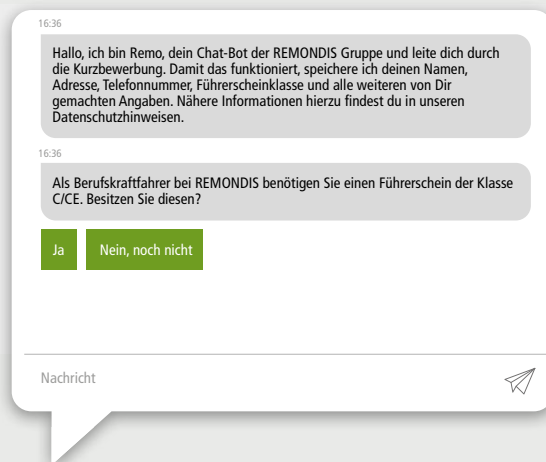 16:36
Hallo, ich bin Remo, dein Chat-Bot der REMONDIS Gruppe und leite dich durch
die Kurzbewerbung. Damit das funktioniert, speichere ich deinen Namen,
Adresse, Telefonnummer, Führerscheinklasse und alle weiteren von Dir
gemachten Angaben. Nähere Informationen hierzu findest du in unseren
Datenschutzhinweisen.
16:36
Als Berufskraftfahrer bei REMONDIS benötigen Sie einen Führerschein der Klasse
C/CE. Besitzen Sie diesen?
Ja Nein, noch nicht
Nachricht